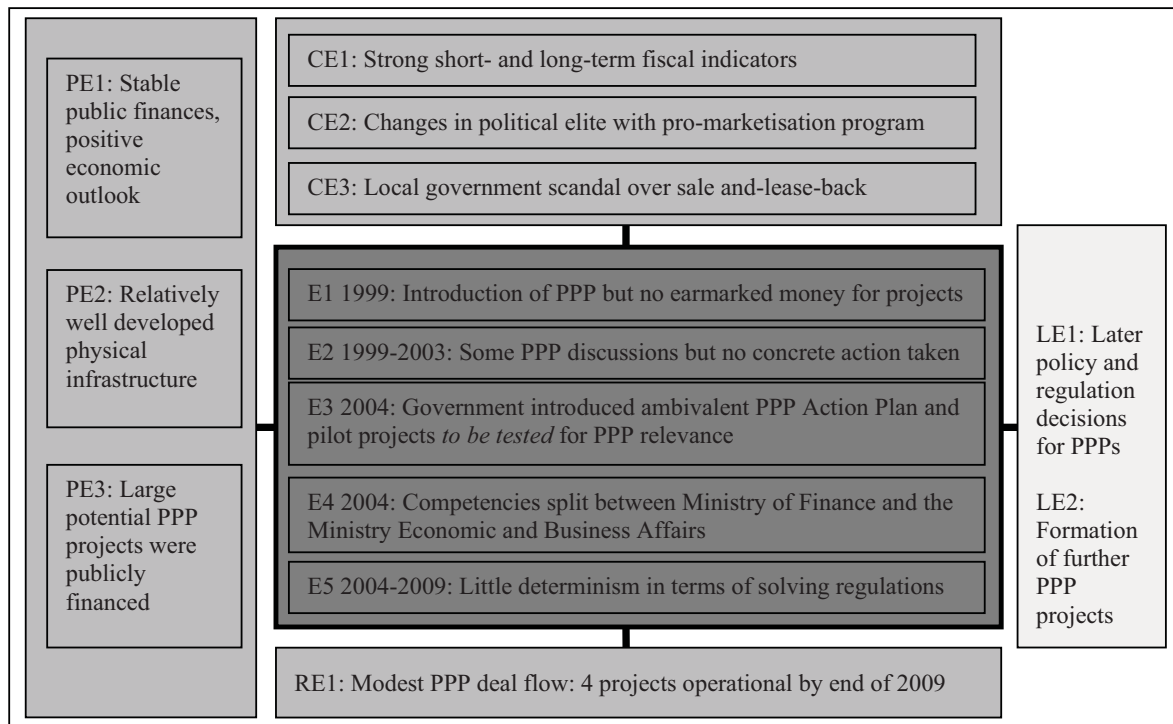 PE1: Stable
public finances,
positive
economic
outlook
PE2: Relatively
well developed
physical
infrastructure
PE3: Large
potential PPP
projects were
publicly
financed
CE1: Strong short- and long-term fiscal indicators
CE2: Changes in political elite with pro-marketisation program
CE3: Local government scandal over sale and-lease-back
E1 1999: Introduction of PPP but no earmarked money for projects
E2 1999-2003: Some PPP discussions but no concrete action taken
E3 2004: Government introduced ambivalent PPP Action Plan and
pilot projects to be tested for PPP relevance
E4 2004: Competencies split between Ministry of Finance and the
Ministry Economic and Business Affairs
E5 2004-2009: Little determinism in terms of solving regulations
RE1: Modest PPP deal flow: 4 projects operational by end of 2009
LE1: Later
policy and
regulation
decisions
for PPPs
LE2:
Formation
of further
PPP
projects